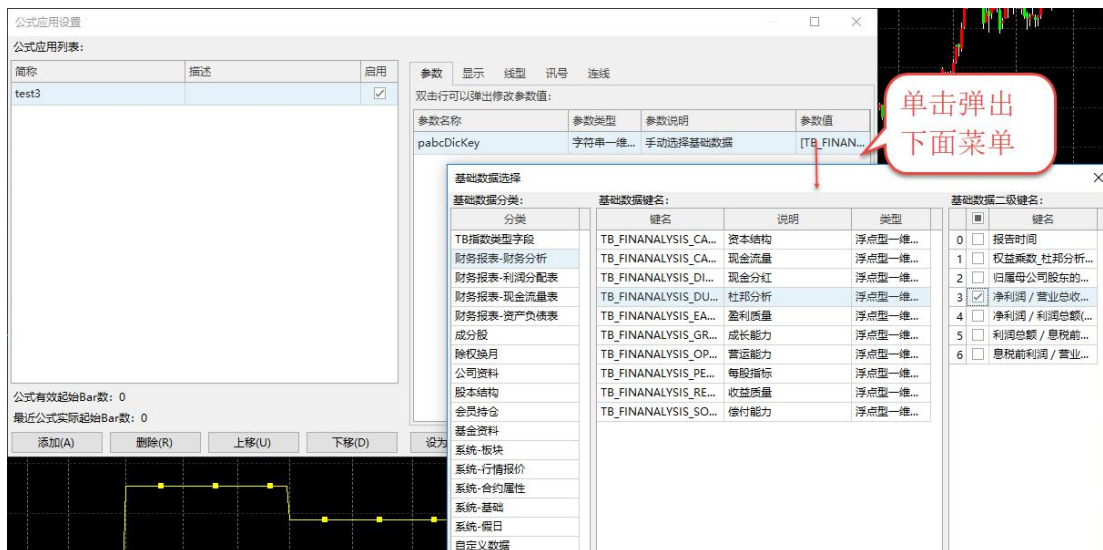 公式应用设置
公式应用列表:
简称 描述 启用
test3
参数 显示 线型 讯号 连线
双击行可以弹出修改参数值:
参数名称 参数类型 参数说明 参数值
pabcDicKey 字符串一维... 手动选择基础数据 [TB_FINAN...
单击弹出
下面菜单
公式有效起始Bar数: 0
最近公式实际起始Bar数: 0
添加(A) 删除(R) 上移(U) 下移(D) 设为
基础数据选择
基础数据分类:
分类
TB指数类型字段
财务报表-财务分析
财务报表-利润分配表
财务报表-现金流量表
财务报表-资产负债表
成分股
除权换月
公司资料
股本结构
会员持仓
基金资料
系统-板块
系统-行情报价
系统-合约属性
系统-基础
系统-假日
自定义数据
基础数据键名:
键名 说明 类型
TB_FINANALYSIS_CA... 资本结构 浮点型一维...
TB_FINANALYSIS_CA... 现金流量 浮点型一维...
TB_FINANALYSIS_DI... 现金分红 浮点型一维...
TB_FINANALYSIS_DU... 杜邦分析 浮点型一维...
TB_FINANALYSIS_EA... 盈利质量 浮点型一维...
TB_FINANALYSIS_GR... 成长能力 浮点型一维...
TB_FINANALYSIS_OP... 营运能力 浮点型一维...
TB_FINANALYSIS_PE... 每股指标 浮点型一维...
TB_FINANALYSIS_RE... 收益质量 浮点型一维...
TB_FINANALYSIS_SO... 偿付能力 浮点型一维...
基础数据二级键名:
键名
0 报告时间
1 权益乘数_杜邦分析...
2 归属母公司股东的...
3 净利润 / 营业总收...
4 净利润 / 利润总额(...
5 利润总额 / 息税前...
6 息税前利润 / 营业...